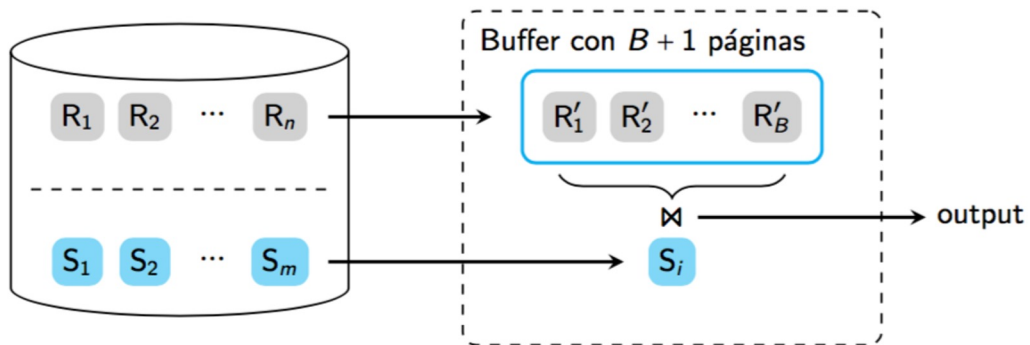 Buffer con B + 1 páginas
R₁ R₂ ··· Rₙ
R′₁ R′₂ ··· R′B
⋈
output
S₁ S₂ ··· Sₘ
Sᵢ